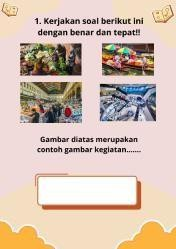 1. Kerjakan soal berikut ini
dengan benar dan tepat!!
Gambar diatas merupakan
contoh gambar kegiatan.......